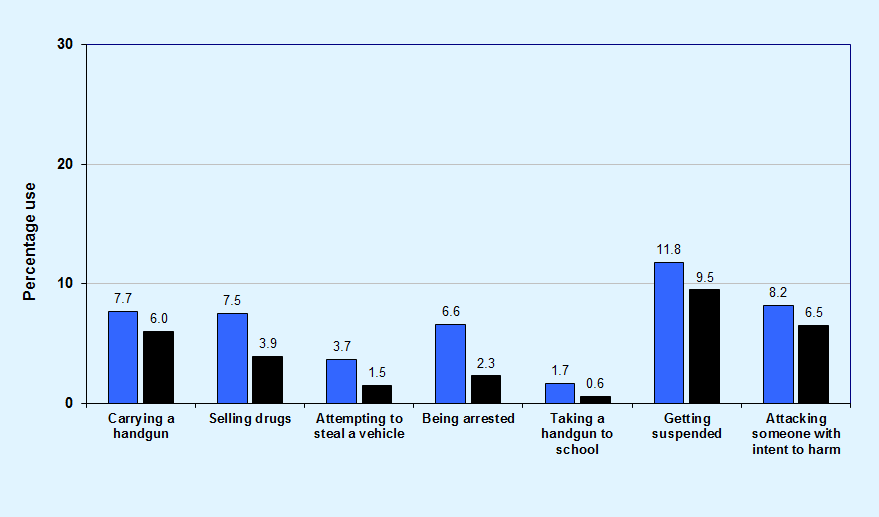 30
20
10
0
Percentage use
7.7
6.0
7.5
3.9
3.7
1.5
6.6
2.3
1.7
0.6
11.8
9.5
8.2
6.5
Carrying a
handgun
Selling drugs
Attempting to
steal a vehicle
Being arrested
Taking a
handgun to
school
Getting
suspended
Attacking
someone with
intent to harm